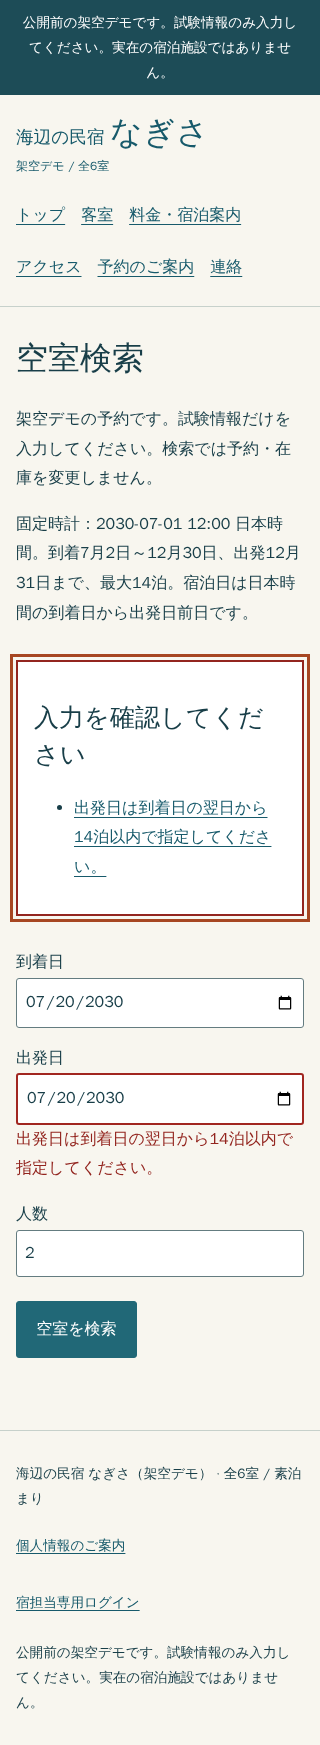 公開前の架空デモです。試験情報のみ入力し
てください。実在の宿泊施設ではありませ
ん。
海辺の民宿 なぎさ
架空デモ / 全6室
トップ 客室 料金・宿泊案内
アクセス 予約のご案内 連絡
空室検索
架空デモの予約です。試験情報だけを
入力してください。検索では予約・在
庫を変更しません。
固定時計：2030-07-01 12:00 日本時
間。到着7月2日～12月30日、出発12月
31日まで、最大14泊。宿泊日は日本時
間の到着日から出発日前日です。
入力を確認してくだ
さい
• 出発日は到着日の翌日から
14泊以内で指定してくださ
い。
到着日
07/20/2030
出発日
07/20/2030
出発日は到着日の翌日から14泊以内で
指定してください。
人数
2
空室を検索
海辺の民宿 なぎさ（架空デモ） · 全6室 / 素泊
まり
個人情報のご案内
宿担当専用ログイン
公開前の架空デモです。試験情報のみ入力し
てください。実在の宿泊施設ではありませ
ん。